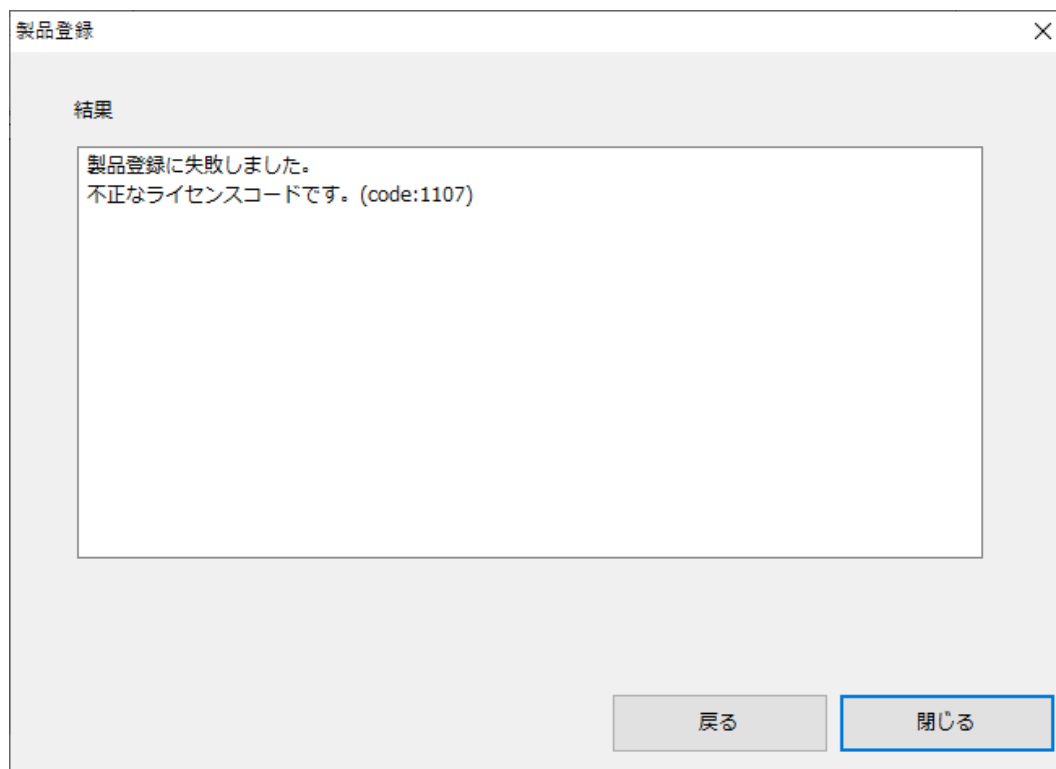 製品登録
結果
製品登録に失敗しました。
不正なライセンスコードです。(code:1107)
戻る
閉じる